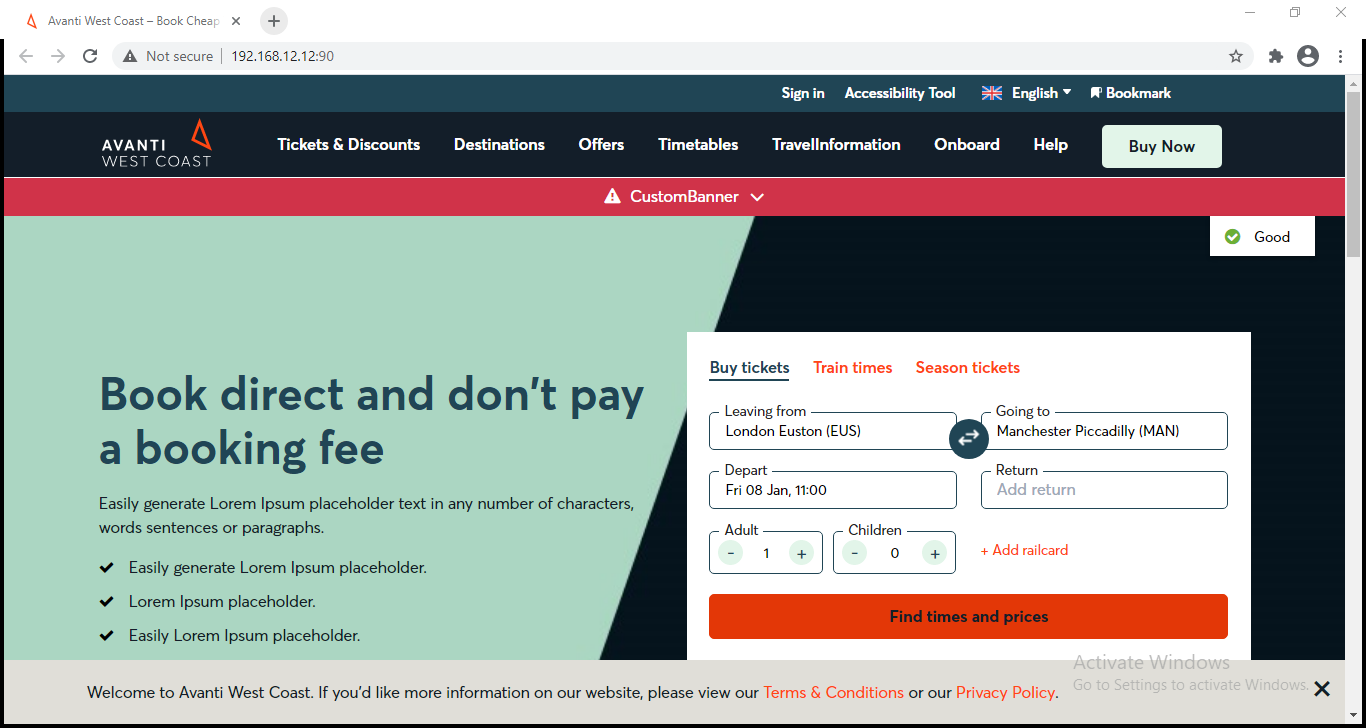 Avanti West Coast – Book Cheap
Not secure 192.168.12.12:90
Sign in Accessibility Tool English Bookmark
AVANTI WEST COAST
Tickets & Discounts Destinations Offers Timetables TravelInformation Onboard Help Buy Now
CustomBanner
Good
Book direct and don't pay
a booking fee
Easily generate Lorem Ipsum placeholder text in any number of characters,
words sentences or paragraphs.
Easily generate Lorem Ipsum placeholder.
Lorem Ipsum placeholder.
Easily Lorem Ipsum placeholder.
Buy tickets Train times Season tickets
Leaving from Going to
London Euston (EUS) Manchester Piccadilly (MAN)
Depart Return
Fri 08 Jan, 11:00 Add return
Adult Children
- 1 + - 0 + + Add railcard
Find times and prices
Activate Windows
Go to Settings to activate Windows.
Welcome to Avanti West Coast. If you'd like more information on our website, please view our Terms & Conditions or our Privacy Policy.